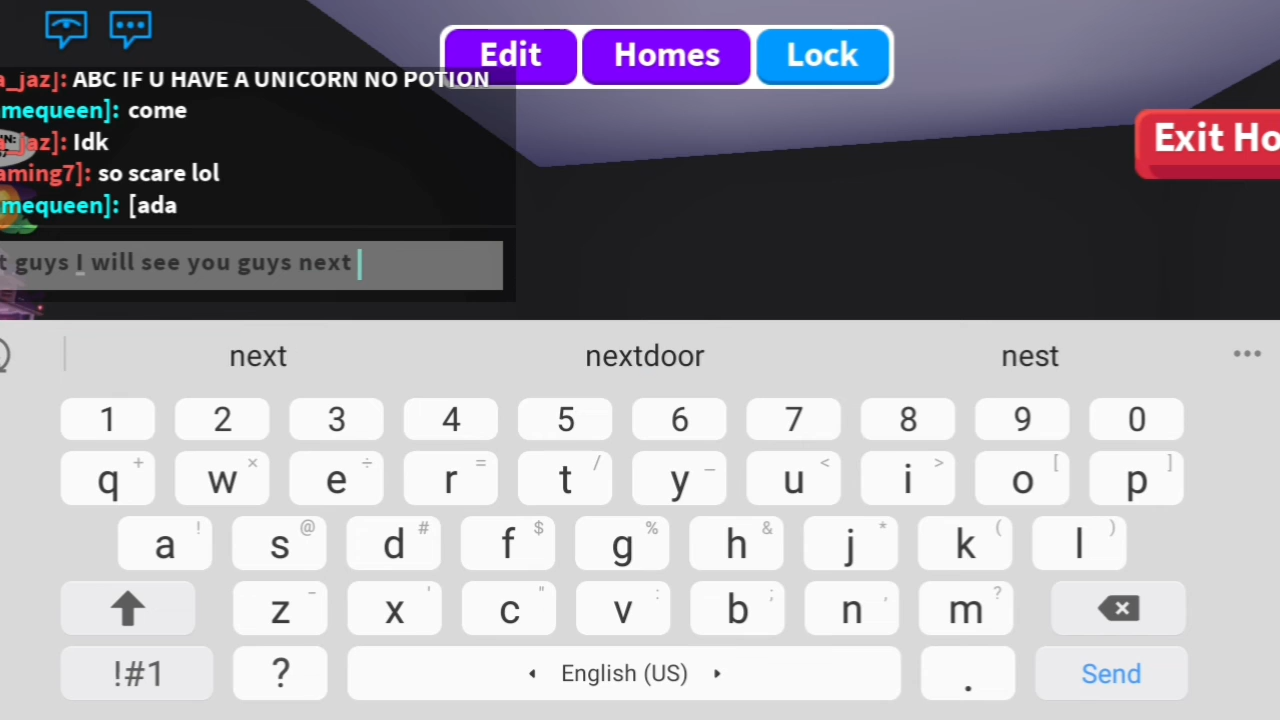 Edit Homes Lock
a_jaz]: ABC IF U HAVE A UNICORN NO POTION
mequeen]: come
Exit Ho
jaz]: Idk
aming7]: so scare lol
mequeen]: [ada
t guys I will see you guys next
next nextdoor nest
1 2 3 4 5 6 7 8 9 0
q + w × e ÷ r = t / y _ u < i > o [ p ]
a ! s @ d # f $ g % h & j * k ( l )
z - x ' c " v : b ; n , m ?
!#1 ? English (US) . Send